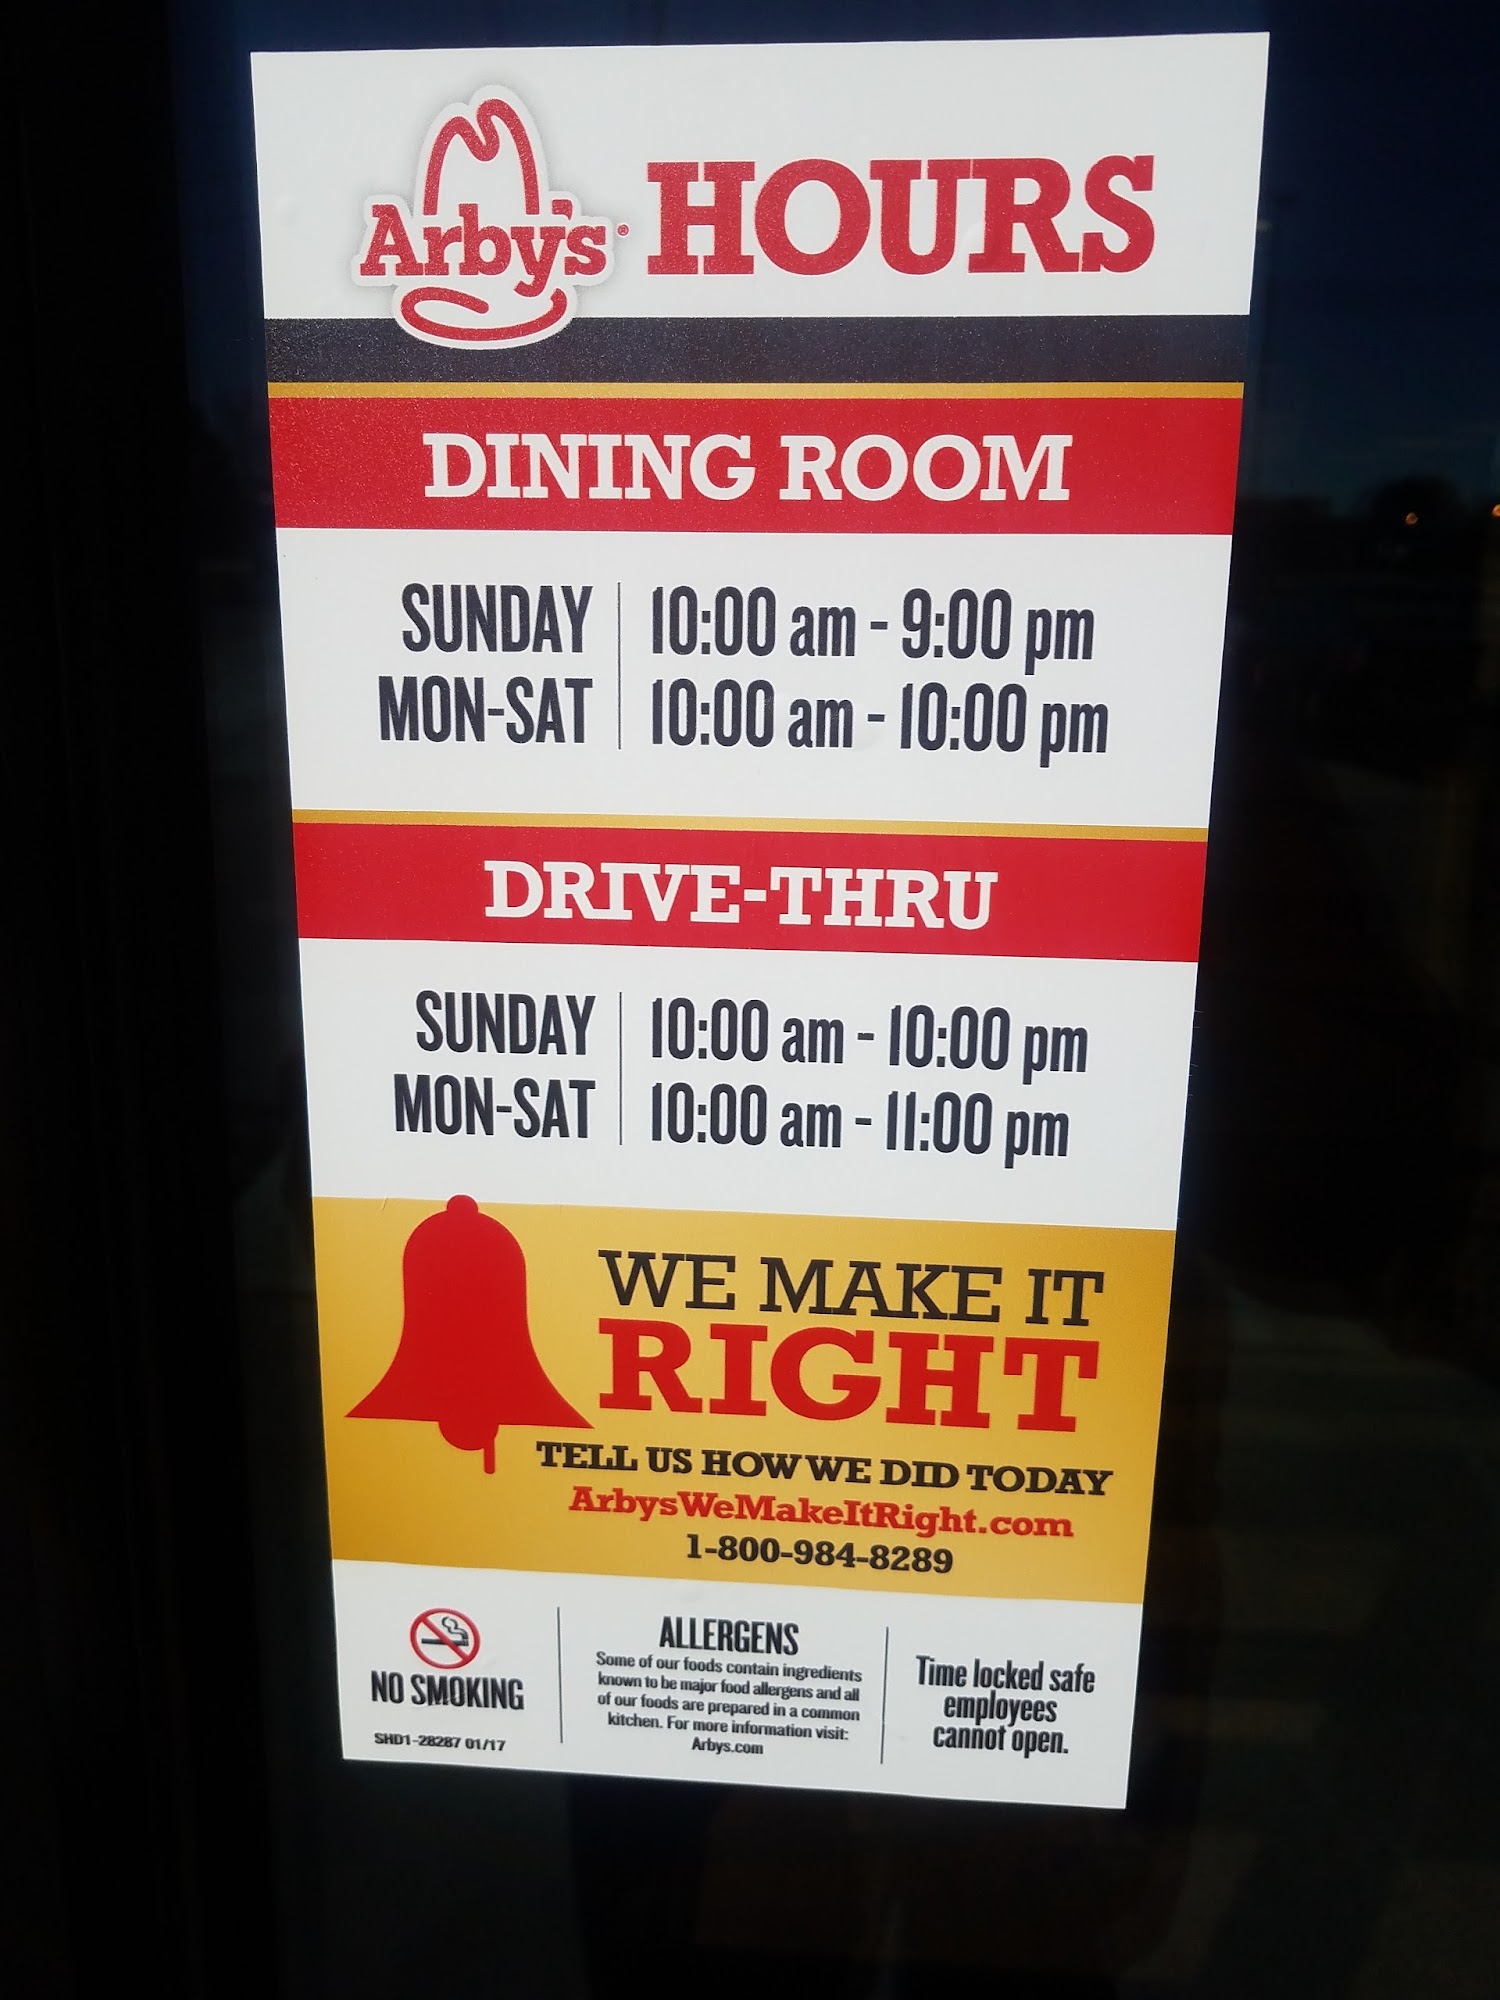 Arby's® HOURS
DINING ROOM
SUNDAY 10:00 am - 9:00 pm
MON-SAT 10:00 am - 10:00 pm
DRIVE-THRU
SUNDAY 10:00 am - 10:00 pm
MON-SAT 10:00 am - 11:00 pm
WE MAKE IT
RIGHT
TELL US HOW WE DID TODAY
ArbysWeMakeItRight.com
1-800-984-8289
NO SMOKING
SHD1-28287 01/17
ALLERGENS
Some of our foods contain ingredients
known to be major food allergens and all
of our foods are prepared in a common
kitchen. For more information visit:
Arbys.com
Time locked safe
employees
cannot open.